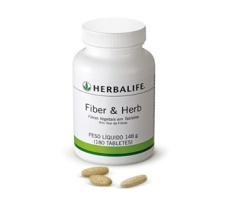 HERBALIFE
Fiber & Herb
Fibras Vegetais em Tabletes
PESO LÍQUIDO 148 g
(180 TABLETES)